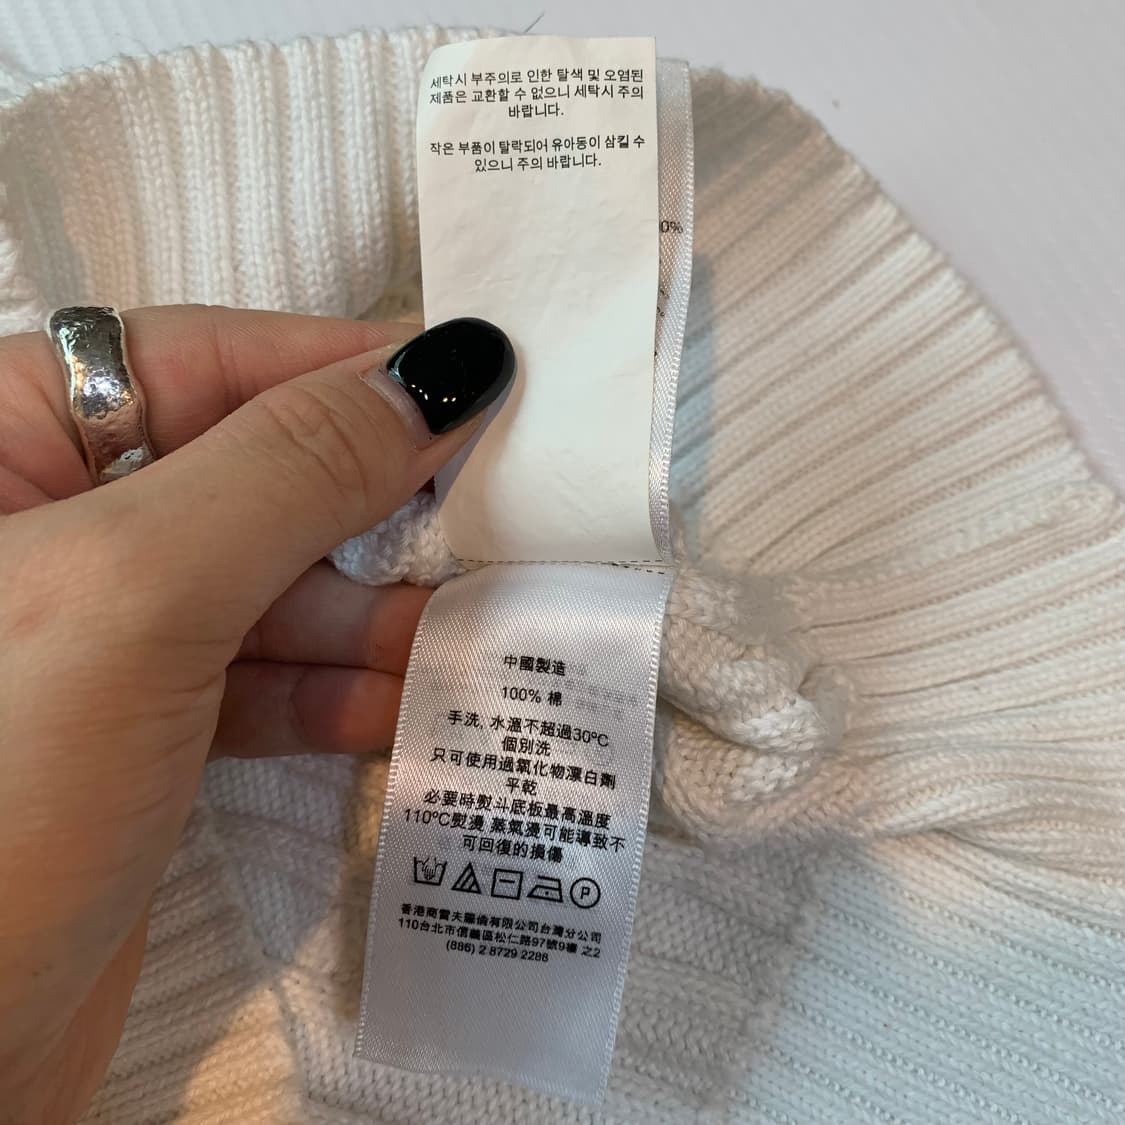 세탁시 부주의로 인한 탈색 및 오염된
제품은 교환할 수 없으니 세탁시 주의
바랍니다.
작은 부품이 탈락되어 유아동이 삼킬 수
있으니 주의 바랍니다.
0%
中國製造
100% 棉
手洗, 水溫不超過30ºC
個別洗
只可使用過氧化物漂白劑
平乾
必要時熨斗底板最高溫度
110ºC熨燙 蒸氣燙可能導致不
可回復的損傷
P
香港商雷夫羅倫有限公司台灣分公司
110台北市信義區松仁路97號9樓 之2
(886) 2 8729 2286